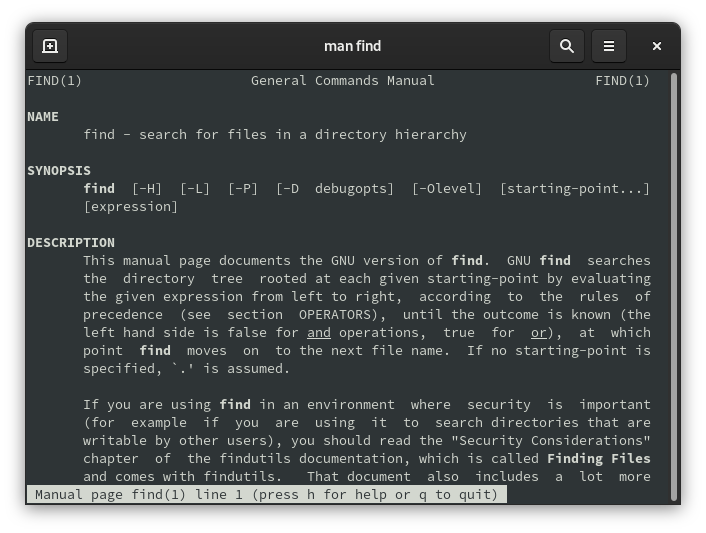 man find
FIND(1) General Commands Manual FIND(1)
NAME
find - search for files in a directory hierarchy
SYNOPSIS
find [-H] [-L] [-P] [-D debugopts] [-Olevel] [starting-point...]
[expression]
DESCRIPTION
This manual page documents the GNU version of find. GNU find searches
the directory tree rooted at each given starting-point by evaluating
the given expression from left to right, according to the rules of
precedence (see section OPERATORS), until the outcome is known (the
left hand side is false for and operations, true for or), at which
point find moves on to the next file name. If no starting-point is
specified, `.' is assumed.
If you are using find in an environment where security is important
(for example if you are using it to search directories that are
writable by other users), you should read the "Security Considerations"
chapter of the findutils documentation, which is called Finding Files
and comes with findutils. That document also includes a lot more
Manual page find(1) line 1 (press h for help or q to quit)